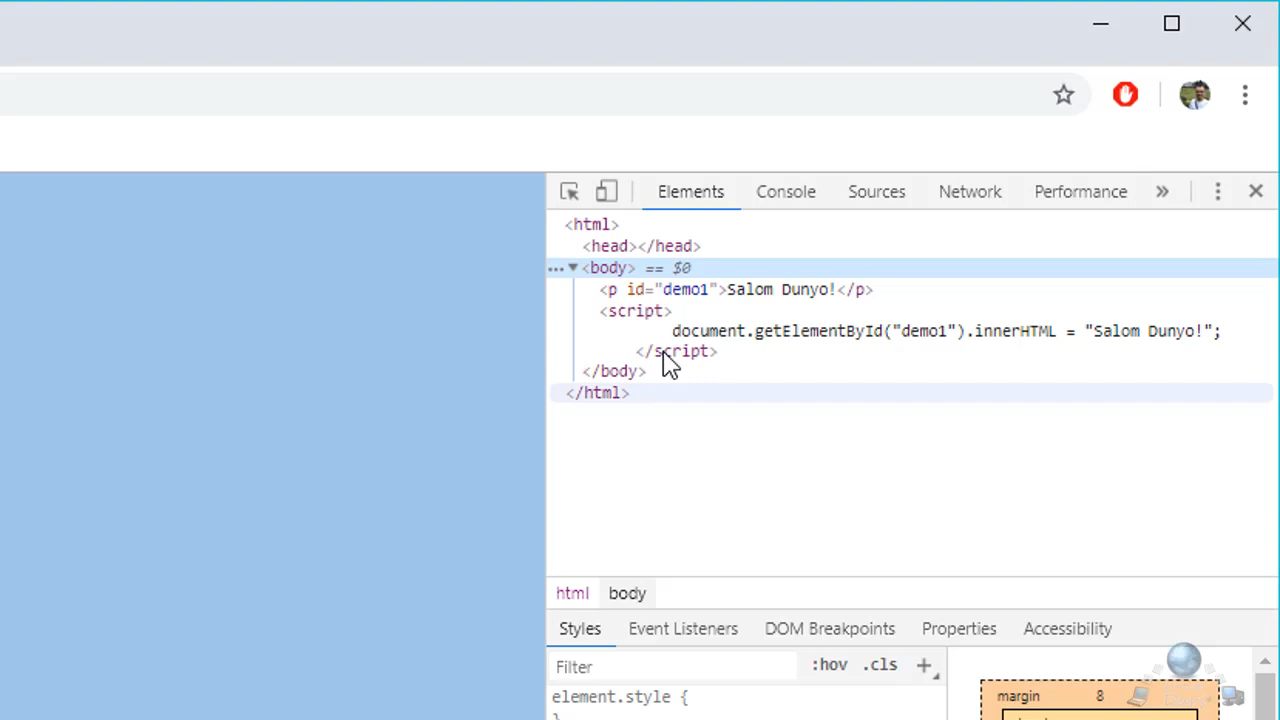 Elements Console Sources Network Performance »
<html>
<head></head>
… ▼<body> == $0
<p id="demo1">Salom Dunyo!</p>
<script>
document.getElementById("demo1").innerHTML = "Salom Dunyo!";
</script>
</body>
</html>
html body
Styles Event Listeners DOM Breakpoints Properties Accessibility
Filter :hov .cls +
element.style {
margin 8
}